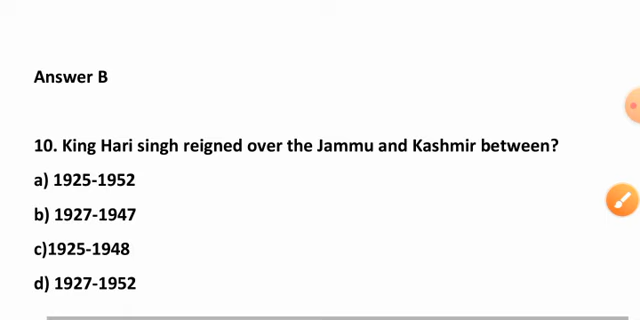 Answer B
10. King Hari singh reigned over the Jammu and Kashmir between?
a) 1925-1952
b) 1927-1947
c)1925-1948
d) 1927-1952